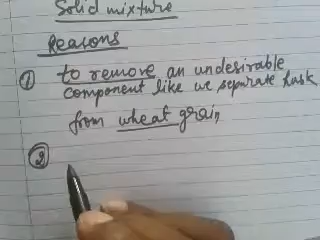 Solid mixture
Reasons
① to remove an undesirable
component like we separate husk
from wheat grain,
②